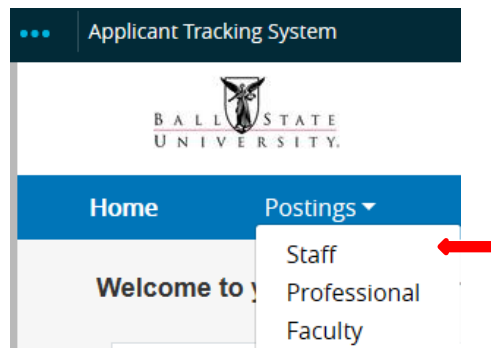 Applicant Tracking System
BALL STATE
UNIVERSITY.
Home Postings
Staff
Welcome to y
Professional
Faculty